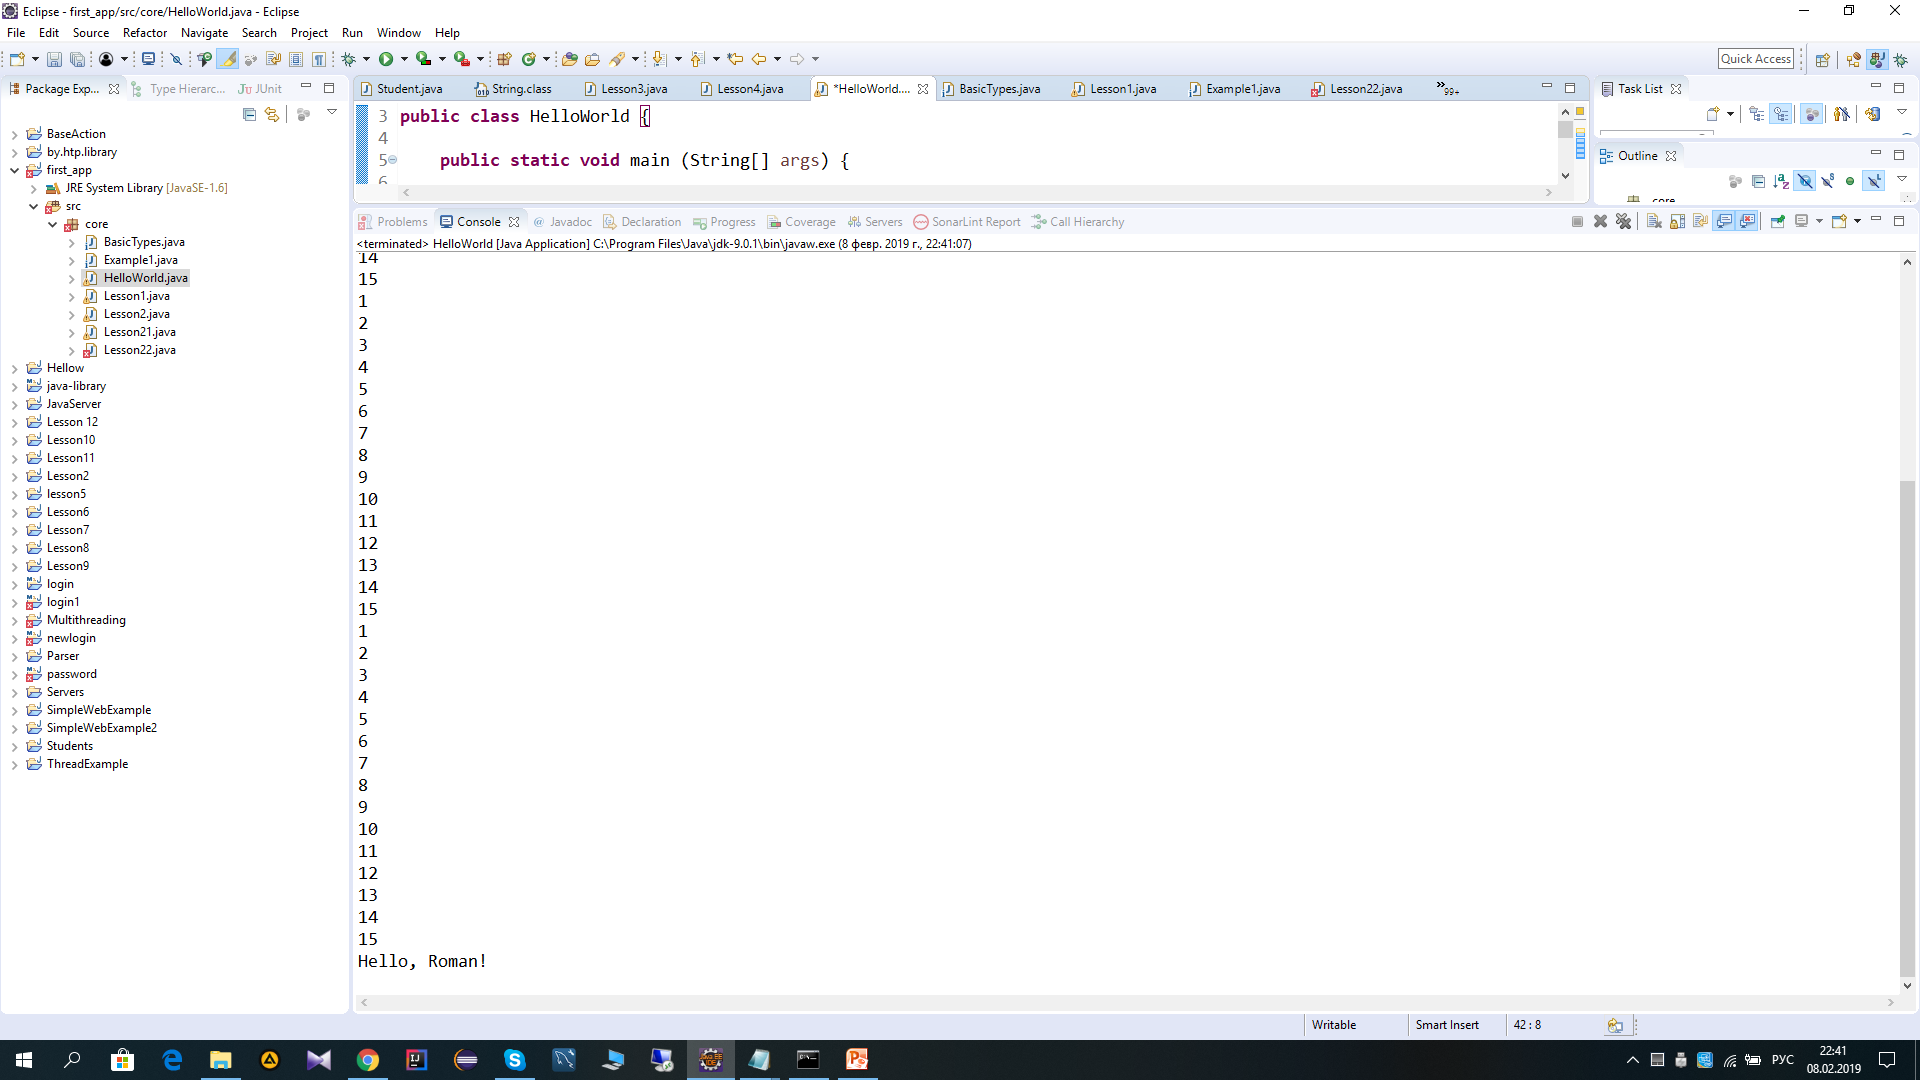 Eclipse - first_app/src/core/HelloWorld.java - Eclipse
File Edit Source Refactor Navigate Search Project Run Window Help
Quick Access
Package Exp... Type Hierarc... JUnit
Student.java String.class Lesson3.java Lesson4.java *HelloWorld.... BasicTypes.java Lesson1.java Example1.java Lesson22.java 99+
Task List
3 public class HelloWorld {
4
5 public static void main (String[] args) {
6
Outline
core
BaseAction
by.htp.library
first_app
JRE System Library [JavaSE-1.6]
src
core
BasicTypes.java
Example1.java
HelloWorld.java
Lesson1.java
Lesson2.java
Lesson21.java
Lesson22.java
Hellow
java-library
JavaServer
Lesson 12
Lesson10
Lesson11
Lesson2
lesson5
Lesson6
Lesson7
Lesson8
Lesson9
login
login1
Multithreading
newlogin
Parser
password
Servers
SimpleWebExample
SimpleWebExample2
Students
ThreadExample
Problems Console @ Javadoc Declaration Progress Coverage Servers SonarLint Report Call Hierarchy
<terminated> HelloWorld [Java Application] C:\Program Files\Java\jdk-9.0.1\bin\javaw.exe (8 февр. 2019 г., 22:41:07)
14
15
1
2
3
4
5
6
7
8
9
10
11
12
13
14
15
1
2
3
4
5
6
7
8
9
10
11
12
13
14
15
Hello, Roman!
Writable Smart Insert 42 : 8
РУС
22:41
08.02.2019